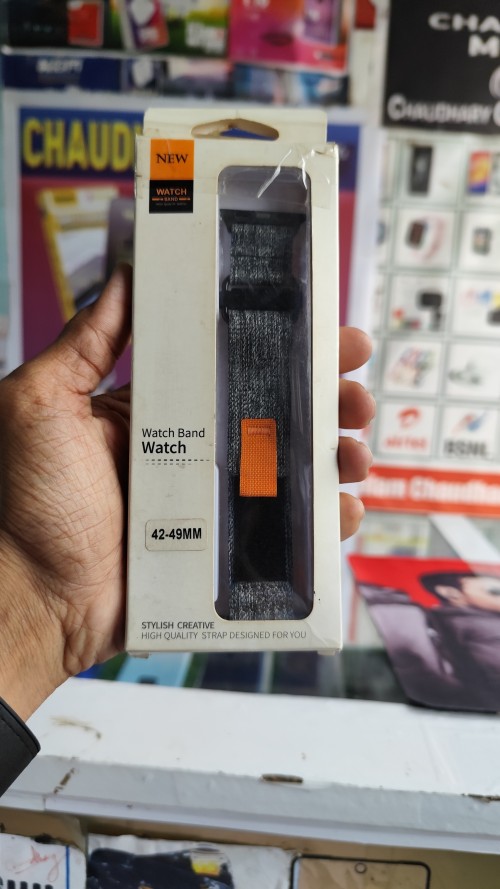 CHAUD
CHA
M
CHAUDHARY
NEW
WATCH
BAND
Watch Band
Watch
42-49MM
STYLISH CREATIVE
HIGH QUALITY STRAP DESIGNED FOR YOU
airtel
BSNL